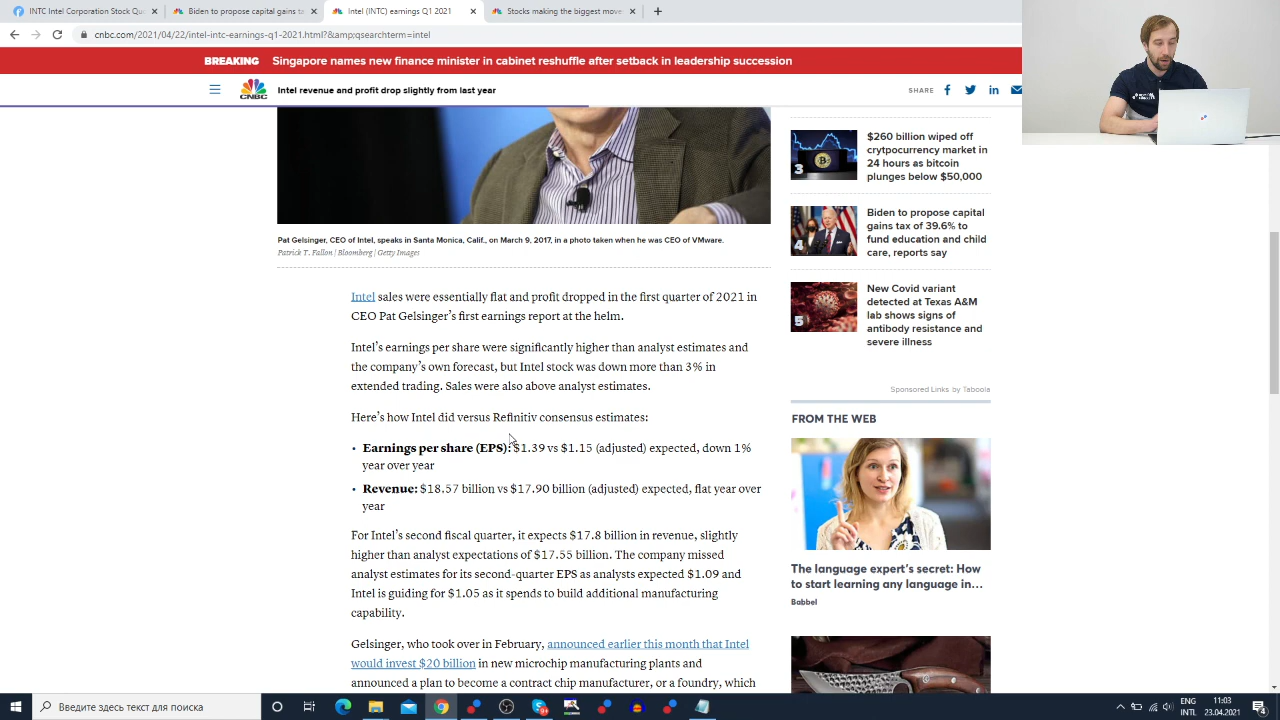 INTC Intel Corporation Stock Quo
Biden to propose capital gains ta
Intel (INTC) earnings Q1 2021
Stocks making the biggest move
cnbc.com/2021/04/22/intel-intc-earnings-q1-2021.html?&amp;qsearchterm=intel
BREAKING Singapore names new finance minister in cabinet reshuffle after setback in leadership succession
CNBC
Intel revenue and profit drop slightly from last year
SHARE
Pat Gelsinger, CEO of Intel, speaks in Santa Monica, Calif., on March 9, 2017, in a photo taken when he was CEO of VMware.
Patrick T. Fallon | Bloomberg | Getty Images
Intel sales were essentially flat and profit dropped in the first quarter of 2021 in
CEO Pat Gelsinger's first earnings report at the helm.
Intel's earnings per share were significantly higher than analyst estimates and
the company's own forecast, but Intel stock was down more than 3% in
extended trading. Sales were also above analyst estimates.
Here's how Intel did versus Refinitiv consensus estimates:
• Earnings per share (EPS): $1.39 vs $1.15 (adjusted) expected, down 1%
year over year
• Revenue: $18.57 billion vs $17.90 billion (adjusted) expected, flat year over
year
For Intel's second fiscal quarter, it expects $17.8 billion in revenue, slightly
higher than analyst expectations of $17.55 billion. The company missed
analyst estimates for its second-quarter EPS as analysts expected $1.09 and
Intel is guiding for $1.05 as it spends to build additional manufacturing
capability.
Gelsinger, who took over in February, announced earlier this month that Intel
would invest $20 billion in new microchip manufacturing plants and
announced a plan to become a contract chip manufacturer, or a foundry, which
3
$260 billion wiped off
crytpocurrency market in
24 hours as bitcoin
plunges below $50,000
4
Biden to propose capital
gains tax of 39.6% to
fund education and child
care, reports say
5
New Covid variant
detected at Texas A&M
lab shows signs of
antibody resistance and
severe illness
Sponsored Links by Taboola
FROM THE WEB
The language expert's secret: How
to start learning any language in…
Babbel
Введите здесь текст для поиска
ENG
INTL
11:03
23.04.2021